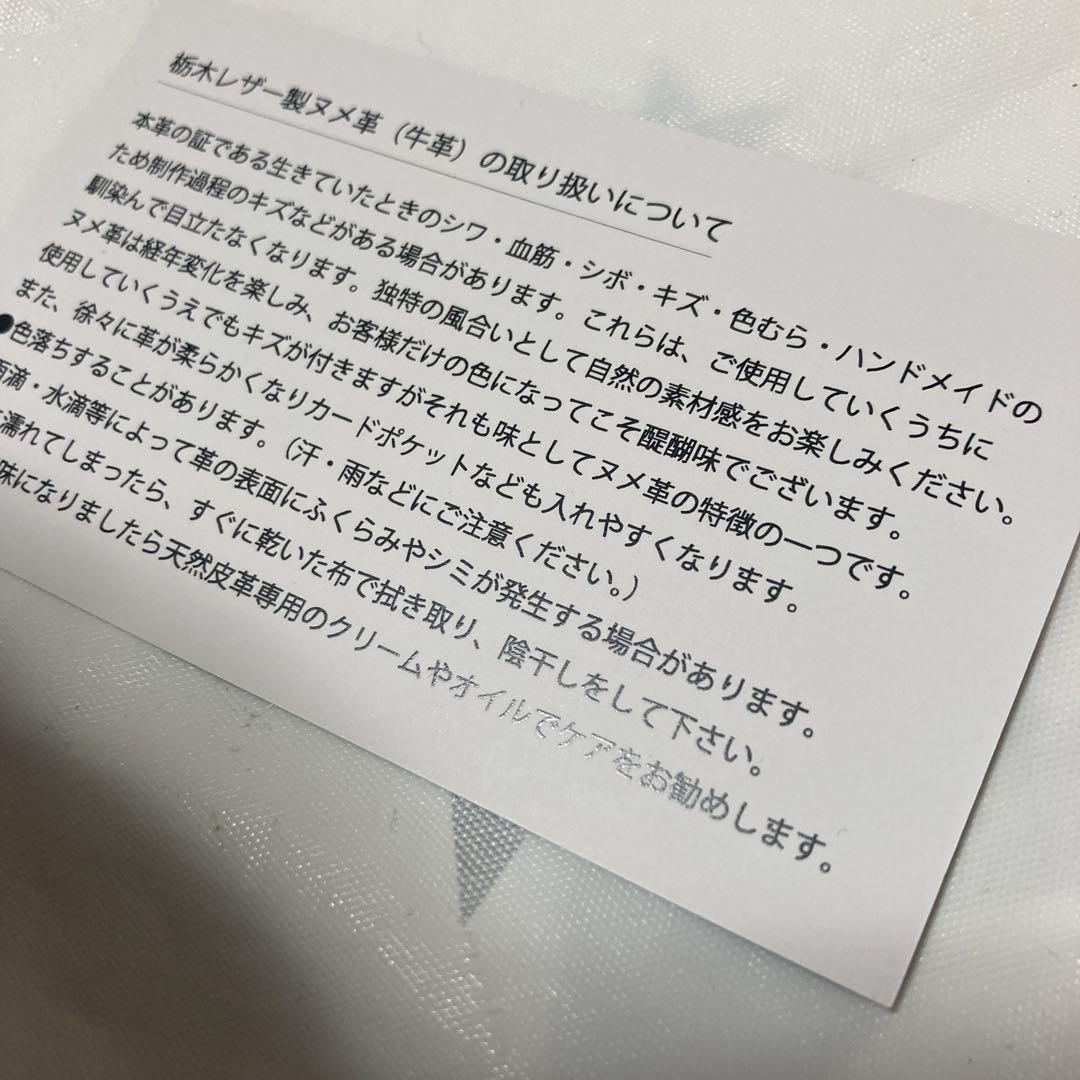 栃木レザー製ヌメ革（牛革）の取り扱いについて
本革の証である生きていたときのシワ・血筋・シボ・キズ・色むら・ハンドメイドの
ため制作過程のキズなどがある場合があります。これらは、ご使用していくうちに
馴染んで目立たなくなります。独特の風合いとして自然の素材感をお楽しみください。
ヌメ革は経年変化を楽しみ、お客様だけの色になってこそ醍醐味でございます。
使用していくうえでもキズが付きますがそれも味としてヌメ革の特徴の一つです。
また、徐々に革が柔らかくなりカードポケットなども入れやすくなります。
●色落ちすることがあります。（汗・雨などにご注意ください。）
雨滴・水滴等によって革の表面にふくらみやシミが発生する場合があります。
濡れてしまったら、すぐに乾いた布で拭き取り、陰干しをして下さい。
味になりましたら天然皮革専用のクリームやオイルでケアをお勧めします。